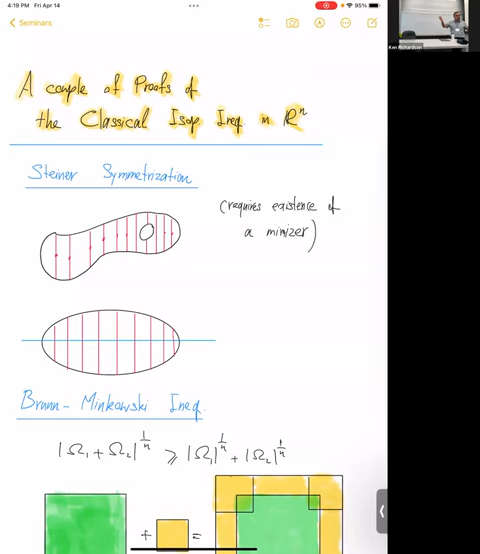 4:19 PM Fri Apr 14
95%
Seminars
Ken Richardson
A couple of Proofs of
the Classical Isop. Ineq. in ℝⁿ
Steiner Symmetrization
(requires existence of
a minizer)
Brunn-Minkowski Ineq.
|Ω₁ + Ω₂|^{1/n} ≥ |Ω₁|^{1/n} + |Ω₂|^{1/n}
+ =